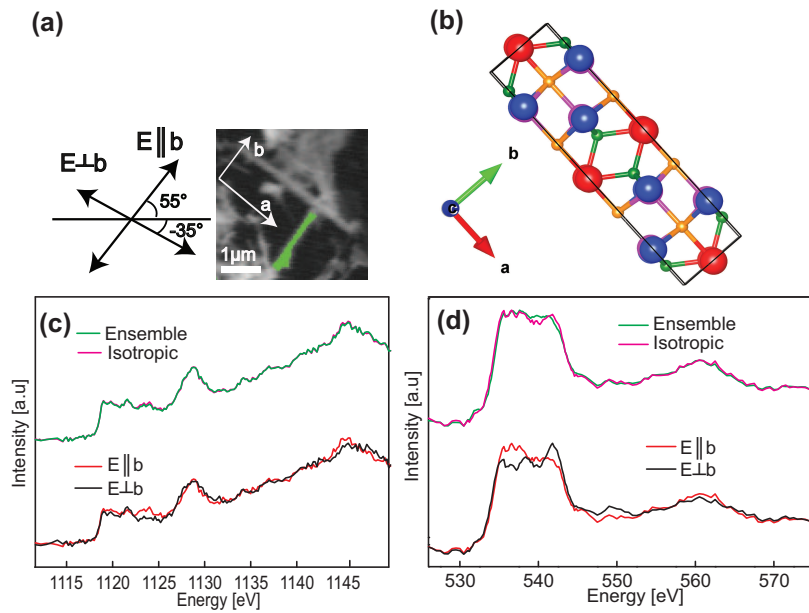 (a)
(b)
E⊥b
E∥b
55°
-35°
b
a
1µm
b
c
a
(c)
Ensemble
Isotropic
E∥b
E⊥b
Intensity [a.u]
1115 1120 1125 1130 1135 1140 1145
Energy [eV]
(d)
Ensemble
Isotropic
E∥b
E⊥b
Intensity [a.u]
530 540 550 560 570
Energy [eV]